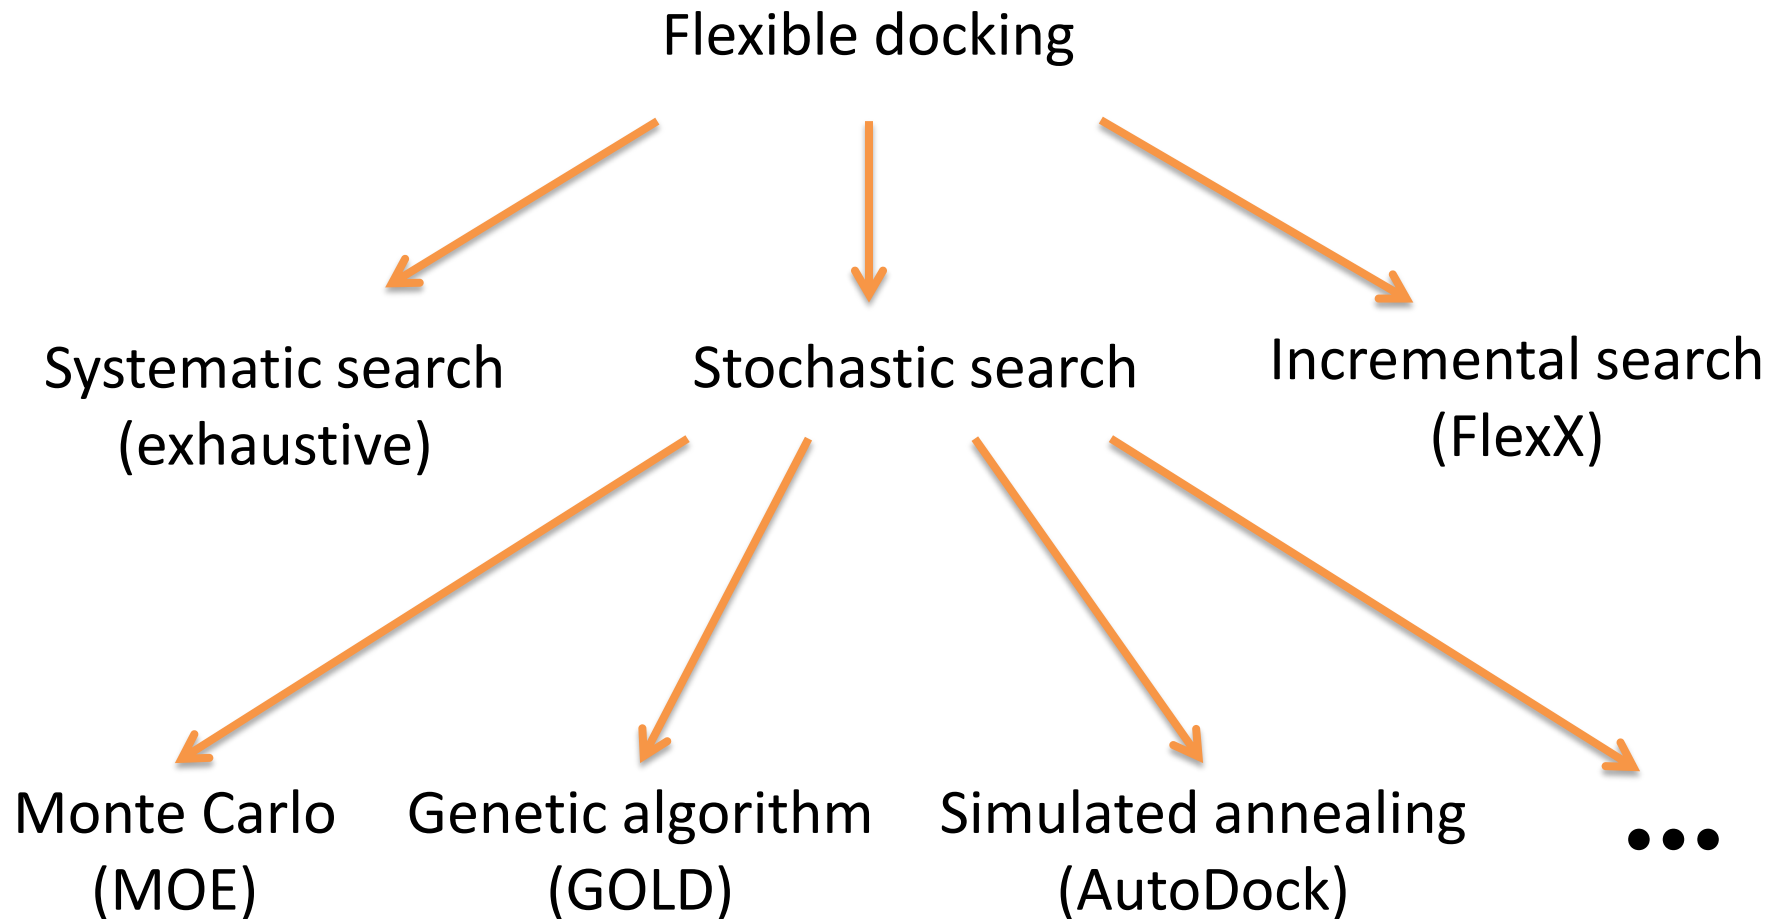 Flexible docking
Systematic search
(exhaustive)
Stochastic search
Incremental search
(FlexX)
Monte Carlo
(MOE)
Genetic algorithm
(GOLD)
Simulated annealing
(AutoDock)
...